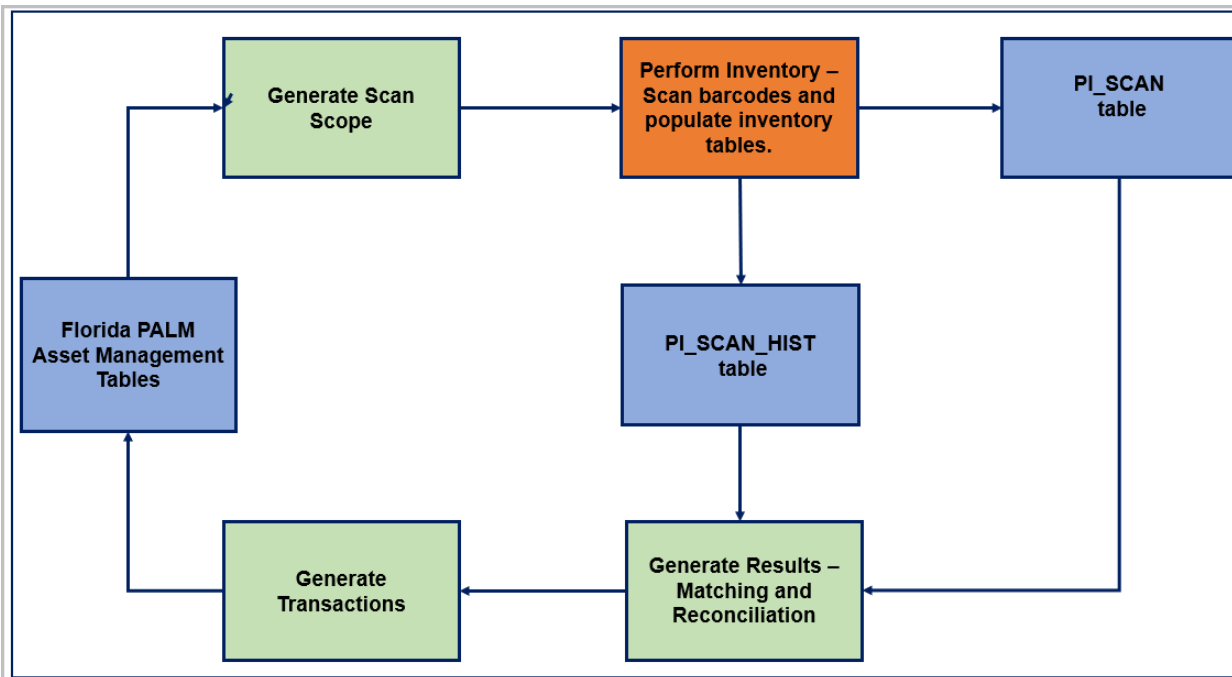 Generate Scan
Scope
Perform Inventory –
Scan barcodes and
populate inventory
tables.
PI_SCAN
table
Florida PALM
Asset Management
Tables
PI_SCAN_HIST
table
Generate
Transactions
Generate Results –
Matching and
Reconciliation